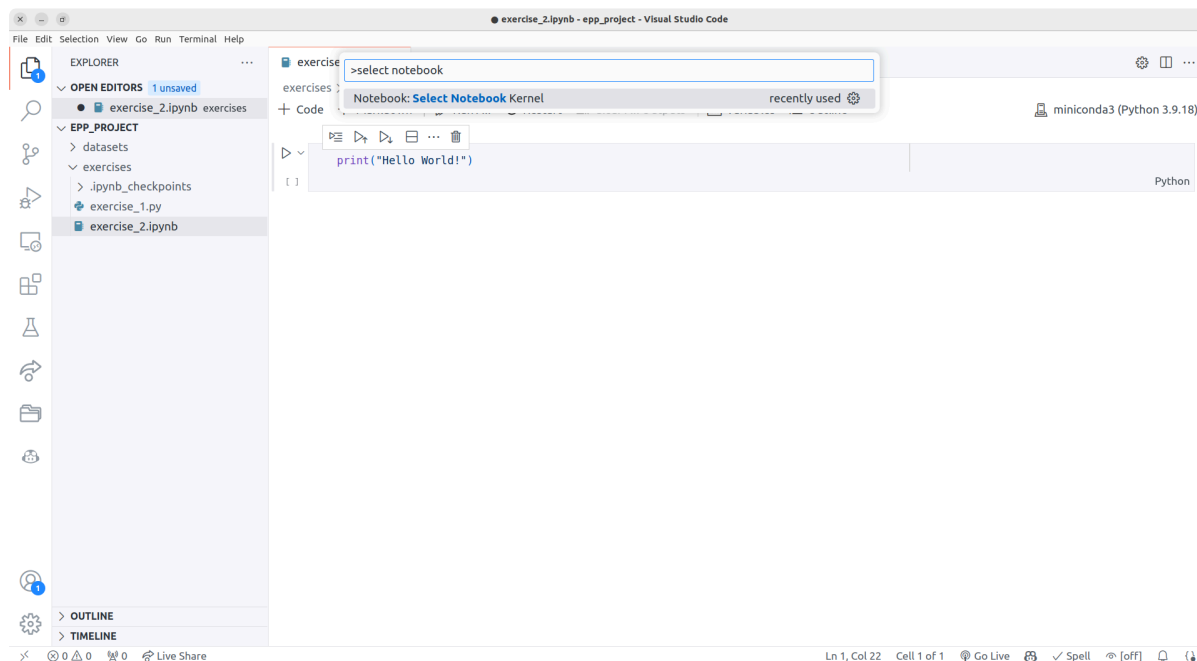 exercise_2.ipynb - epp_project - Visual Studio Code
File Edit Selection View Go Run Terminal Help
EXPLORER
OPEN EDITORS 1 unsaved
exercise_2.ipynb exercises
EPP_PROJECT
datasets
exercises
.ipynb_checkpoints
exercise_1.py
exercise_2.ipynb
OUTLINE
TIMELINE
exercise
>select notebook
exercises
Notebook: Select Notebook Kernel recently used
Code
miniconda3 (Python 3.9.18)
print("Hello World!")
[ ]
Python
1
1
0 0 0 Live Share
Ln 1, Col 22 Cell 1 of 1 Go Live Spell [off]